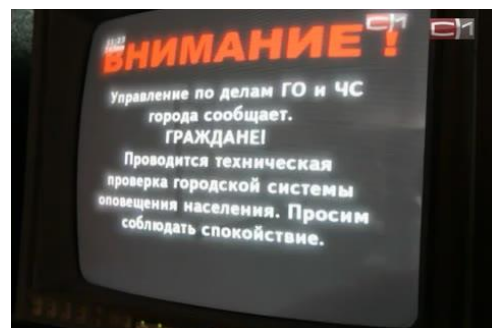 ВНИМАНИЕ !
Управление по делам ГО и ЧС
города сообщает.
ГРАЖДАНЕ!
Проводится техническая
проверка городской системы
оповещения населения. Просим
соблюдать спокойствие.